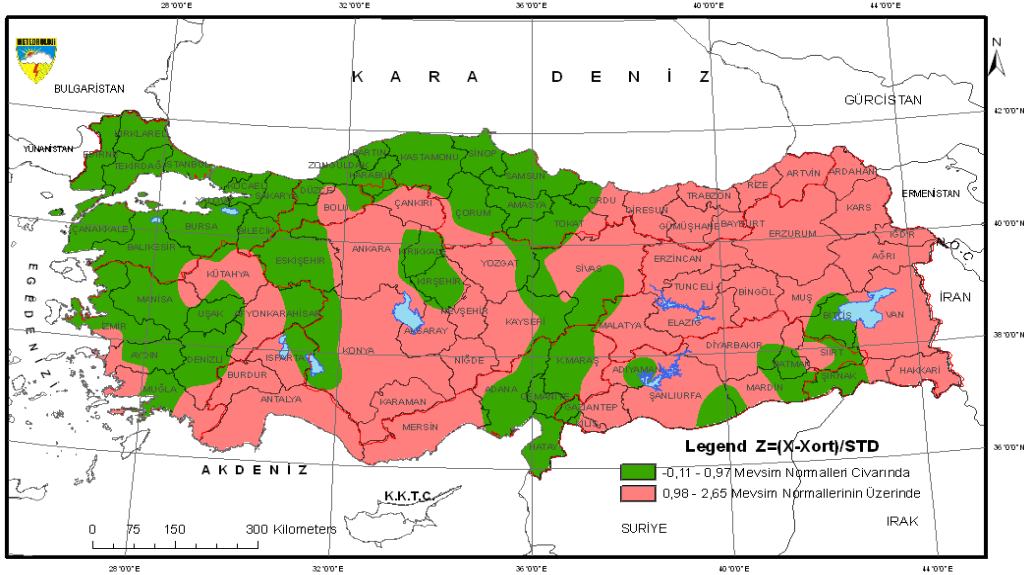 28°0'0"E 32°0'0"E 36°0'0"E 40°0'0"E 44°0'0"E
METEOROLOJİ
N
K A R A D E N İ Z
BULGARİSTAN
GÜRCİSTAN
42°0'0"N
YUNANİSTAN
ERMENİSTAN
KIRKLARELİ
EDİRNE
TEKİRDAĞ
İSTANBUL
ZONGULDAK
BARTIN
KASTAMONU
SİNOP
KARABÜK
SAMSUN
ARTVİN
ARDAHAN
RİZE
KOCAELİ
SAKARYA
DÜZCE
BOLU
ÇANKIRI
ÇORUM
AMASYA
ORDU
GİRESUN
TRABZON
KARS
40°0'0"N
ÇANAKKALE
BURSA
BİLECİK
TOKAT
GÜMÜŞHANE
BAYBURT
ERZURUM
IĞDIR
N.Ö.C.
BALIKESİR
ESKİŞEHİR
ANKARA
KIRIKKALE
YOZGAT
SİVAS
ERZİNCAN
AĞRI
KÜTAHYA
KIRŞEHİR
TUNCELİ
BİNGÖL
MUŞ
İRAN
E G E D E N İ Z İ
MANİSA
UŞAK
AFYONKARAHİSAR
NEVŞEHİR
KAYSERİ
MALATYA
ELAZIĞ
BİTLİS
VAN
İZMİR
AKSARAY
38°0'0"N
AYDIN
DENİZLİ
ISPARTA
KONYA
NİĞDE
K.MARAŞ
ADIYAMAN
DİYARBAKIR
BATMAN
SİİRT
ŞIRNAK
HAKKARİ
BURDUR
MUĞLA
ANTALYA
KARAMAN
MERSİN
ADANA
OSMANİYE
GAZİANTEP
KİLİS
ŞANLIURFA
MARDİN
HATAY
36°0'0"N
Legend Z=(X-Xort)/STD
-0,11 - 0,97 Mevsim Normalleri Civarında
0,98 - 2,65 Mevsim Normallerinin Üzerinde
A K D E N İ Z
K.K.T.C.
SURİYE
IRAK
0 75 150 300 Kilometers
28°0'0"E 32°0'0"E 36°0'0"E 40°0'0"E 44°0'0"E